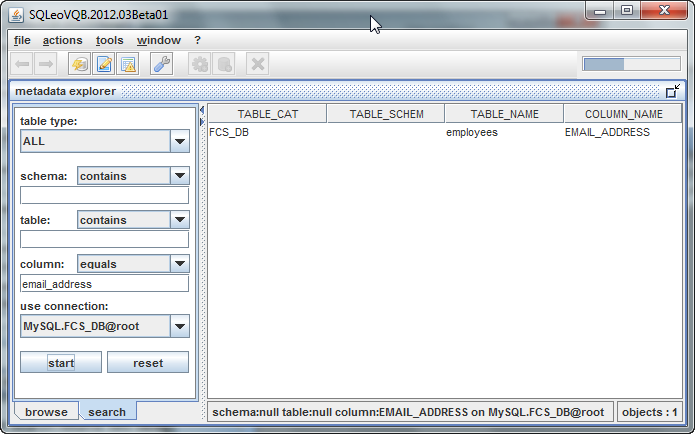 SQLeoVQB.2012.03Beta01
file actions tools window ?
metadata explorer
table type:
ALL
schema: contains
table: contains
column: equals
email_address
use connection:
MySQL.FCS_DB@root
start reset
browse search
TABLE_CAT TABLE_SCHEM TABLE_NAME COLUMN_NAME
FCS_DB employees EMAIL_ADDRESS
schema:null table:null column:EMAIL_ADDRESS on MySQL.FCS_DB@root objects : 1